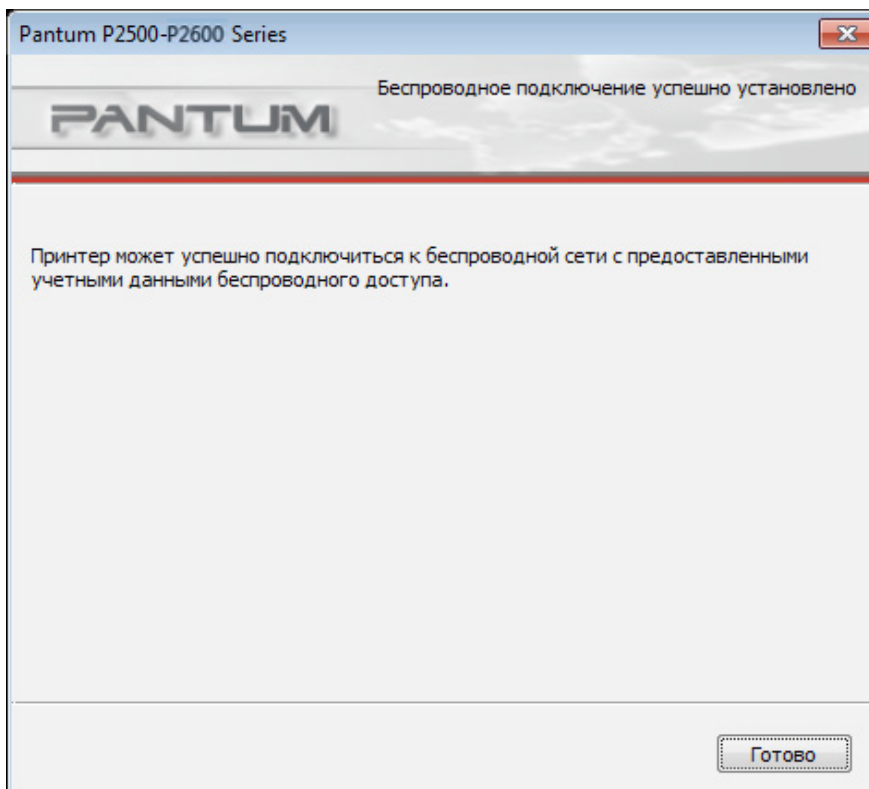 Pantum P2500-P2600 Series
Беспроводное подключение успешно установлено
PANTUM
Принтер может успешно подключиться к беспроводной сети с предоставленными
учетными данными беспроводного доступа.
Готово